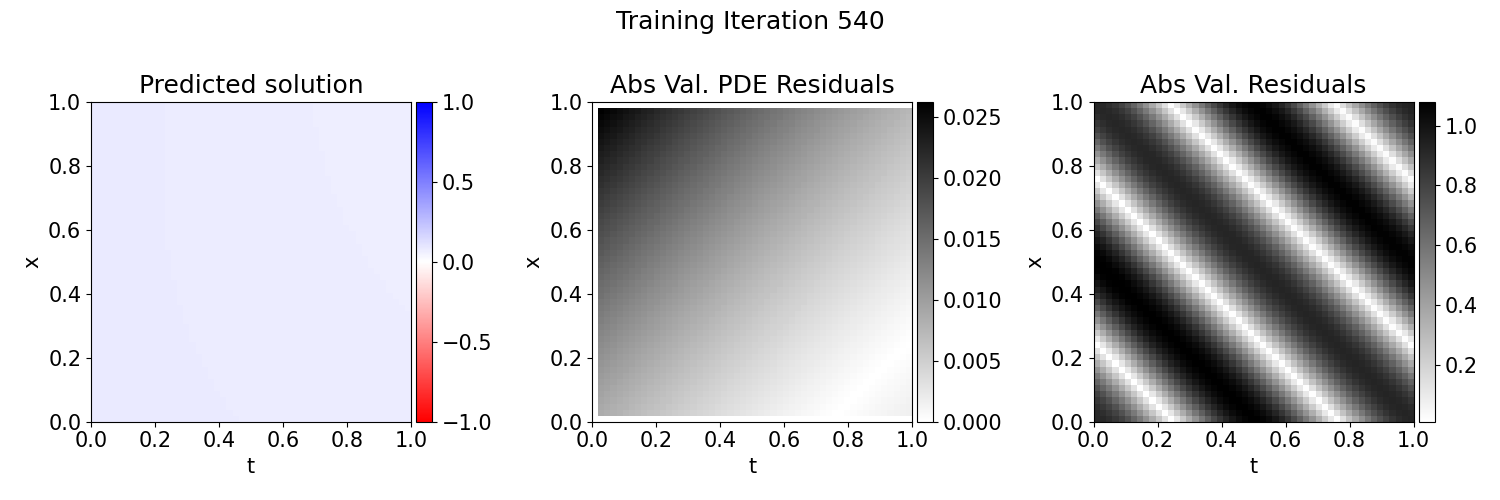 Training Iteration 540
Predicted solution
1.0
0.8
0.6
0.4
0.2
0.0
x
0.0 0.2 0.4 0.6 0.8 1.0
t
1.0
0.5
0.0
−0.5
−1.0
Abs Val. PDE Residuals
1.0
0.8
0.6
0.4
0.2
0.0
x
0.0 0.2 0.4 0.6 0.8 1.0
t
0.025
0.020
0.015
0.010
0.005
0.000
Abs Val. Residuals
1.0
0.8
0.6
0.4
0.2
0.0
x
0.0 0.2 0.4 0.6 0.8 1.0
t
1.0
0.8
0.6
0.4
0.2